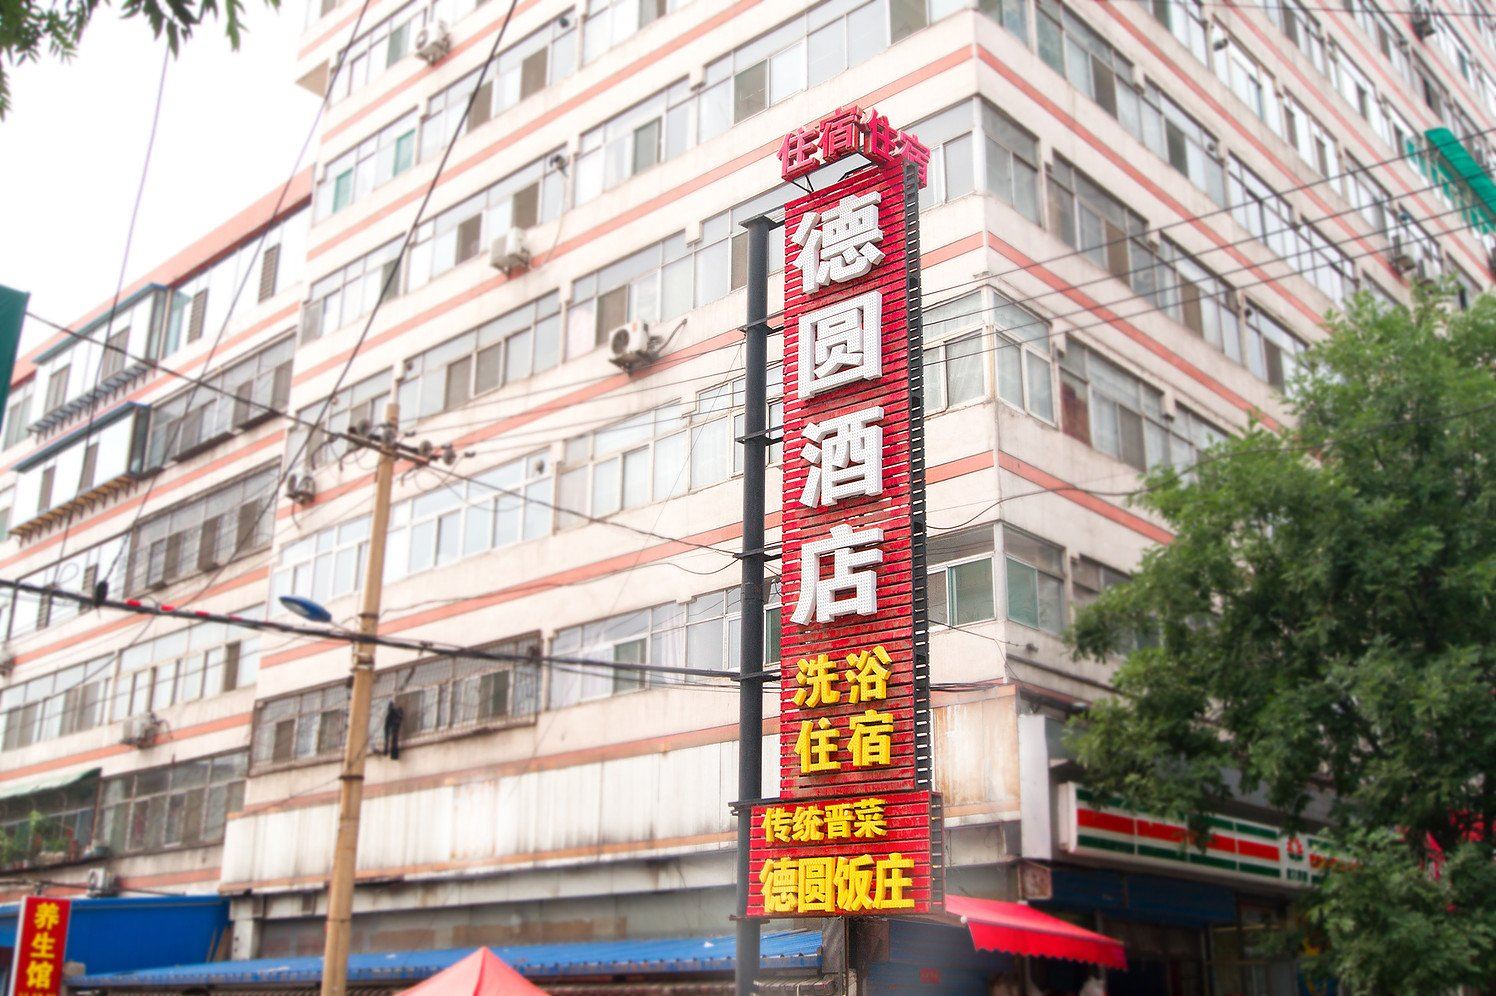 住宿住宿
德圆酒店
洗浴
住宿
传统晋菜
德圆饭庄
养生馆